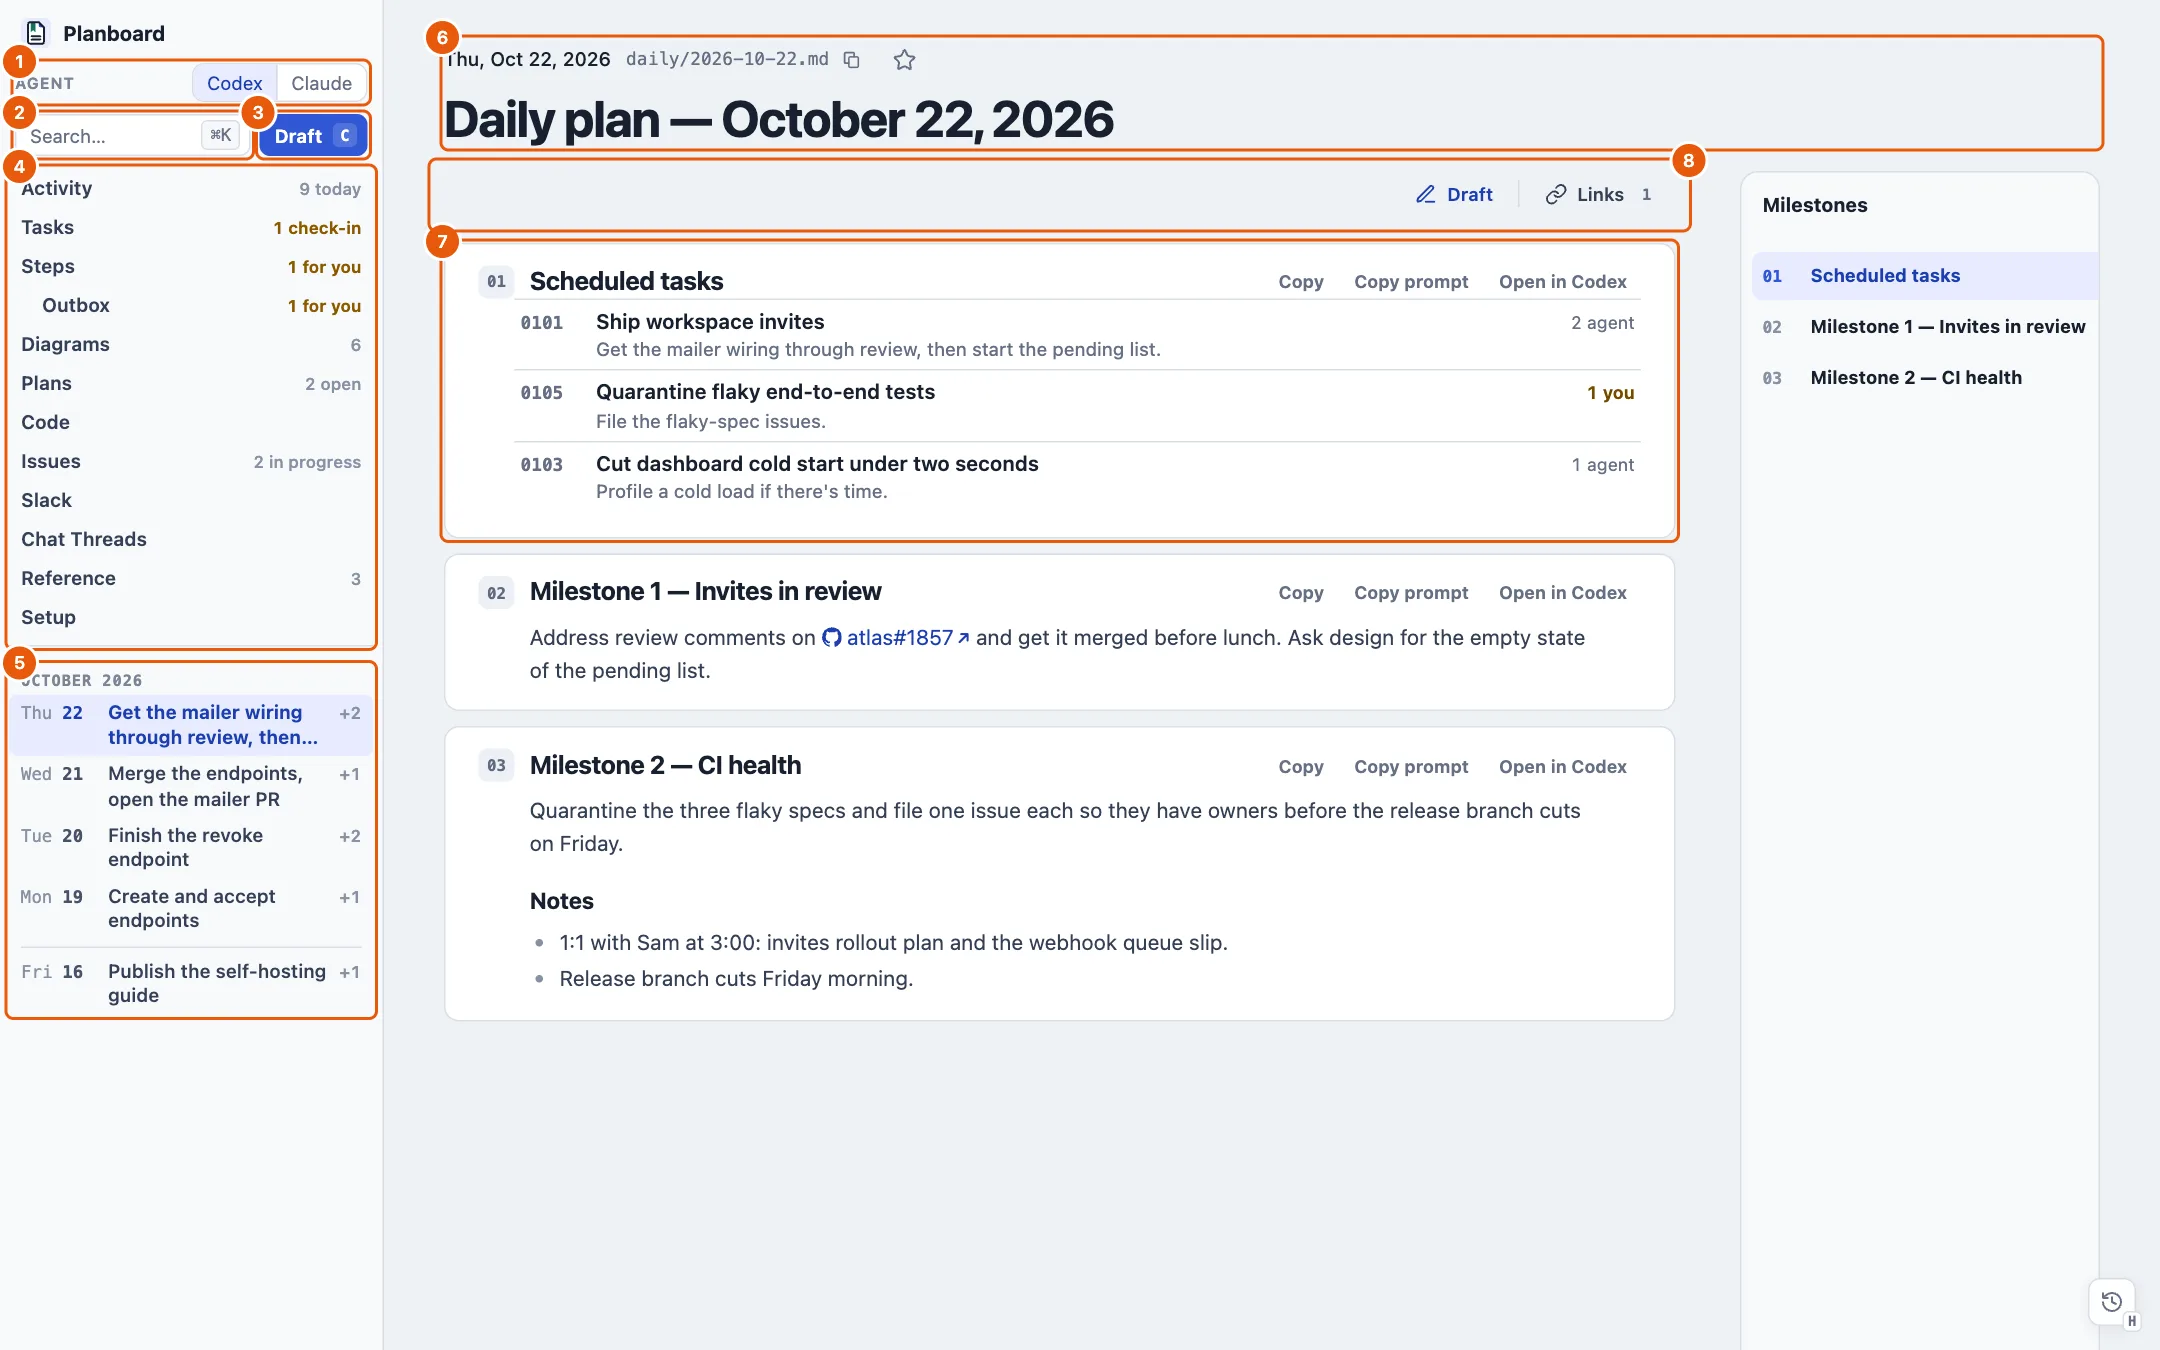 Planboard
1
AGENT
Codex
Claude
2
Search...
⌘K
3
Draft C
4
Activity 9 today
Tasks 1 check-in
Steps 1 for you
Outbox 1 for you
Diagrams 6
Plans 2 open
Code
Issues 2 in progress
Slack
Chat Threads
Reference 3
Setup
5
OCTOBER 2026
Thu 22 Get the mailer wiring +2
through review, then...
Wed 21 Merge the endpoints, +1
open the mailer PR
Tue 20 Finish the revoke +2
endpoint
Mon 19 Create and accept +1
endpoints
Fri 16 Publish the self-hosting +1
guide
6
Thu, Oct 22, 2026 daily/2026-10-22.md
Daily plan — October 22, 2026
8
Draft
Links 1
7
01 Scheduled tasks Copy Copy prompt Open in Codex
0101 Ship workspace invites 2 agent
Get the mailer wiring through review, then start the pending list.
0105 Quarantine flaky end-to-end tests 1 you
File the flaky-spec issues.
0103 Cut dashboard cold start under two seconds 1 agent
Profile a cold load if there's time.
02 Milestone 1 — Invites in review Copy Copy prompt Open in Codex
Address review comments on atlas#1857↗ and get it merged before lunch. Ask design for the empty state
of the pending list.
03 Milestone 2 — CI health Copy Copy prompt Open in Codex
Quarantine the three flaky specs and file one issue each so they have owners before the release branch cuts
on Friday.
Notes
• 1:1 with Sam at 3:00: invites rollout plan and the webhook queue slip.
• Release branch cuts Friday morning.
Milestones
01 Scheduled tasks
02 Milestone 1 — Invites in review
03 Milestone 2 — CI health
H